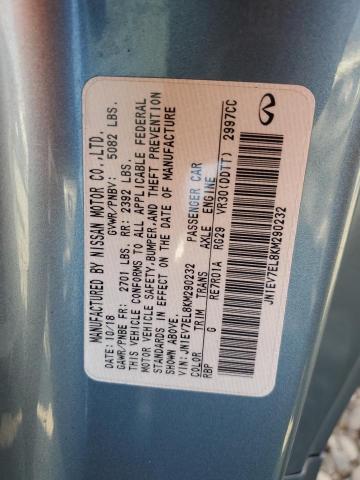 MANUFACTURED BY NISSAN MOTOR CO.,LTD.
DATE: 10/18 GVWR/PNBV: 5082 LBS.
GAWR/PNBE FR: 2701 LBS. RR: 2392 LBS.
THIS VEHICLE CONFORMS TO ALL APPLICABLE FEDERAL
MOTOR VEHICLE SAFETY,BUMPER,AND THEFT PREVENTION
STANDARDS IN EFFECT ON THE DATE OF MANUFACTURE
SHOWN ABOVE.
VIN: JN1EV7EL8KM290232 PASSENGER CAR
COLOR TRIM TRANS AXLE ENGINE
RBP G RE7R01A RG29 VR30(DDTT) 2997CC
JN1EV7EL8KM290232